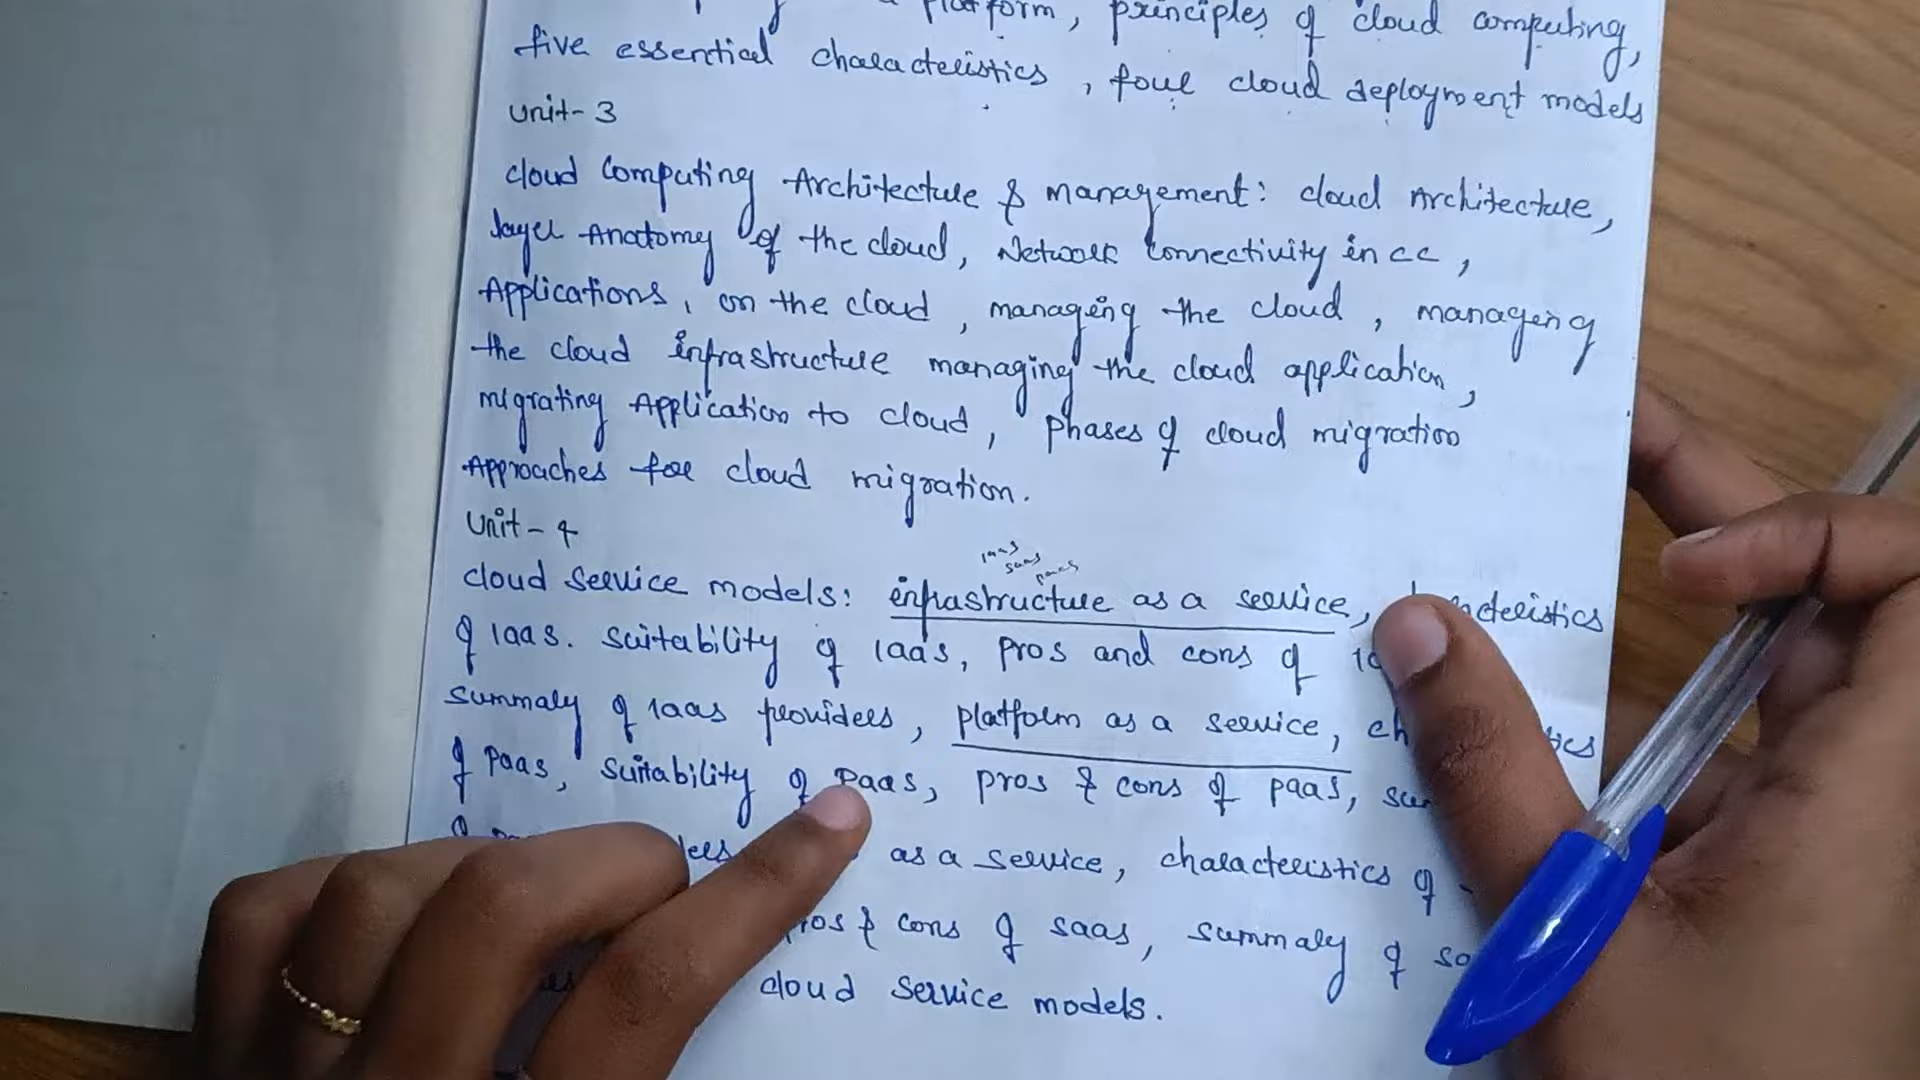 platform, principles of cloud computing,
five essential characteristics, four cloud deployment models
Unit-3
Cloud Computing Architecture & management: cloud Architecture,
layer Anatomy of the cloud, Network Connectivity in CC,
Applications, on the cloud, managing the cloud, managing
the cloud infrastructure managing the cloud application,
migrating Application to cloud, phases of cloud migration
Approaches for cloud migration.
Unit-4
Iaas
Saas
Paas
cloud Service models: infrastructure as a service,
of Iaas. Suitability of Iaas, pros and cons of
Summary of Iaas providers, platform as a service,
of Paas, Suitability of Paas, pros & cons of paas,
as a service, characteristics of
pros & cons of saas, summary of
cloud Service models.